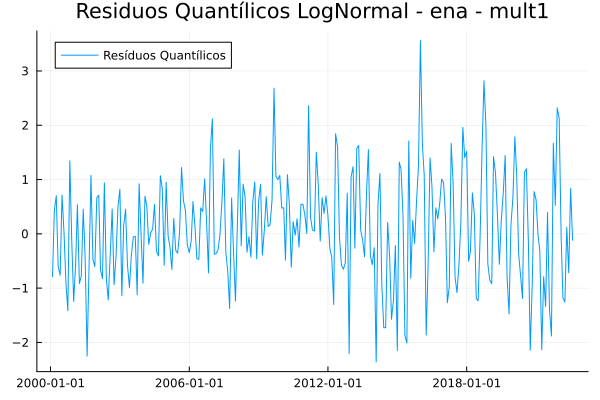 Residuos Quantílicos LogNormal - ena - mult1
Resíduos Quantílicos
3
2
1
0
−1
−2
2000-01-01 2006-01-01 2012-01-01 2018-01-01